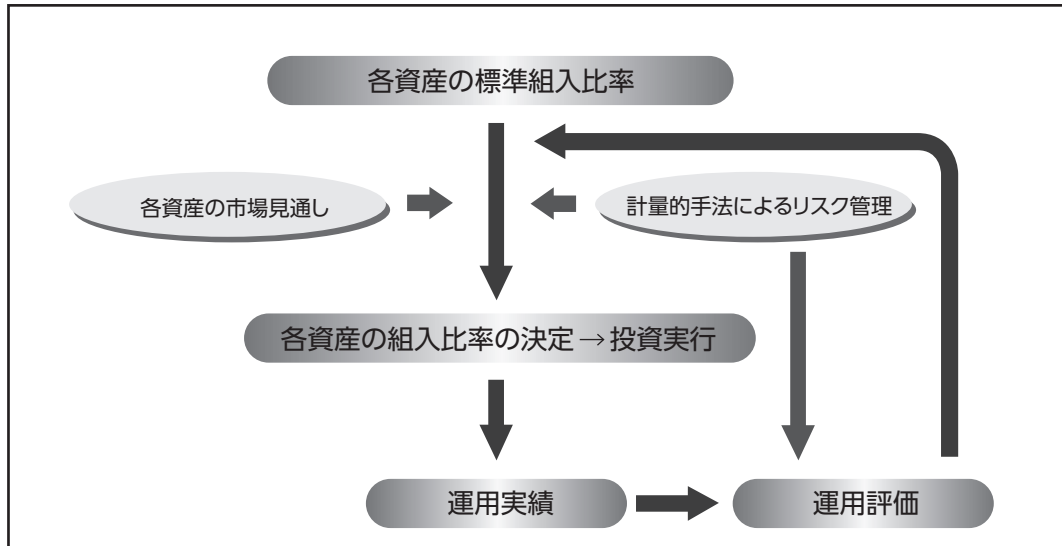 各資産の標準組入比率
各資産の市場見通し
計量的手法によるリスク管理
各資産の組入比率の決定→投資実行
運用実績
運用評価